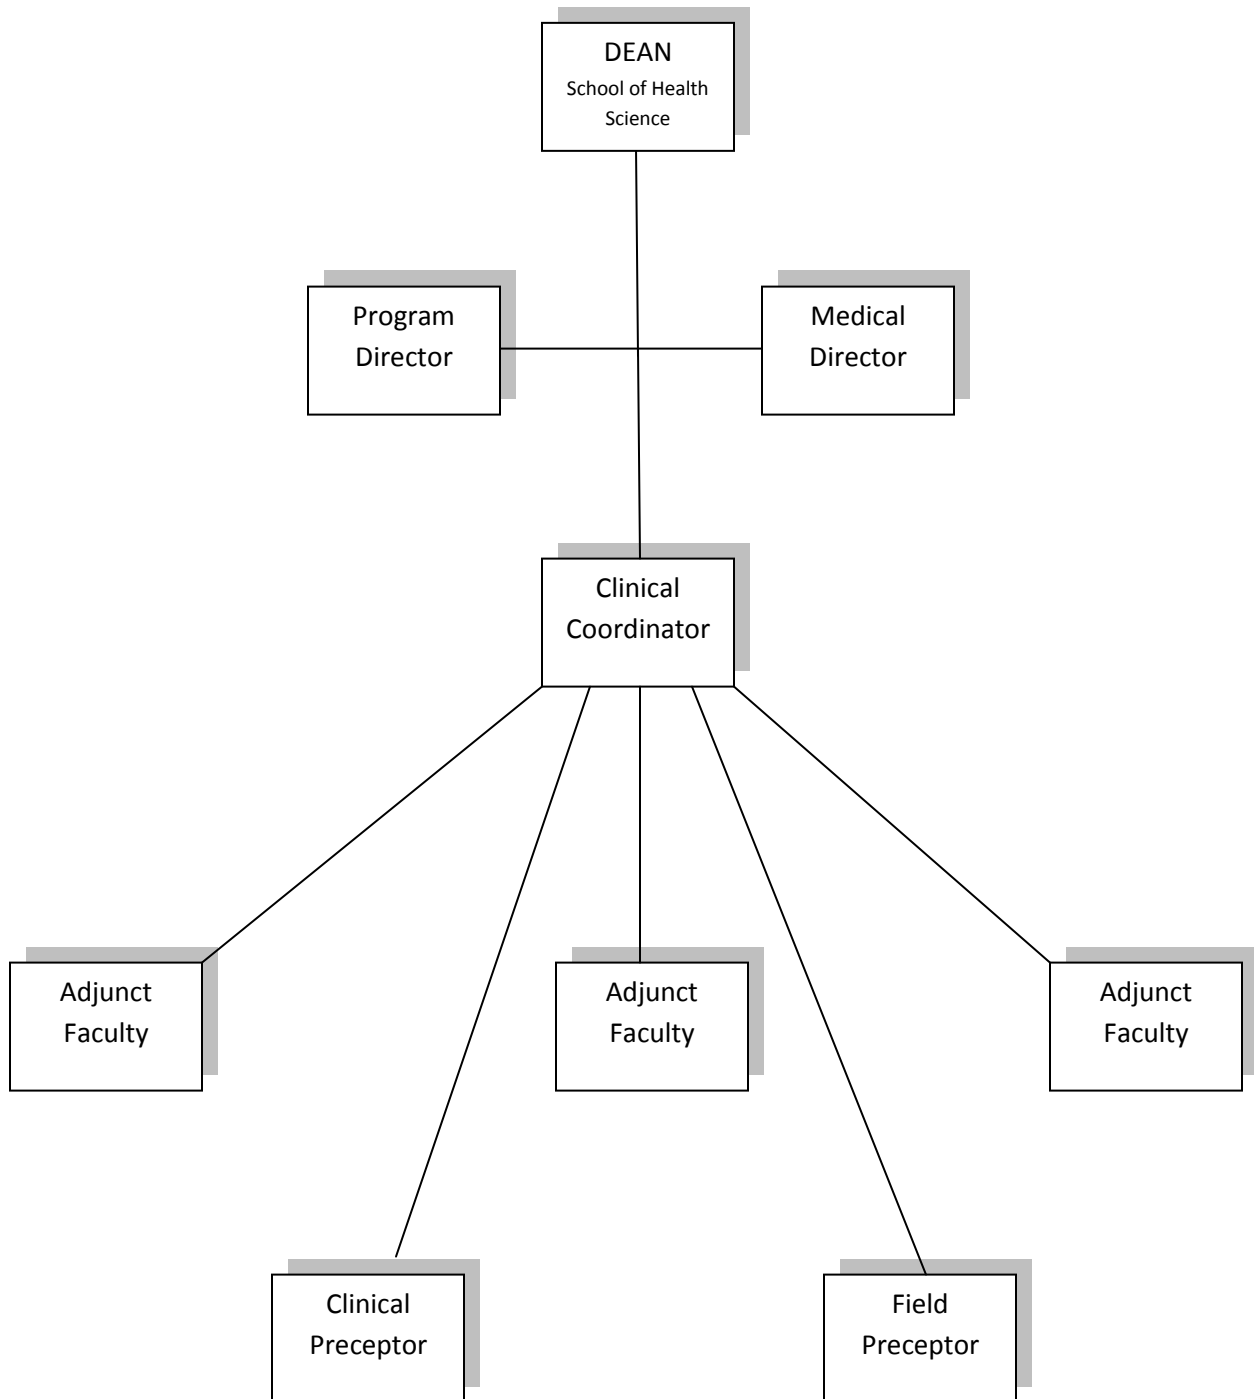 DEAN
School of Health
Science
Program
Director
Medical
Director
Clinical
Coordinator
Adjunct
Faculty
Adjunct
Faculty
Adjunct
Faculty
Clinical
Preceptor
Field
Preceptor